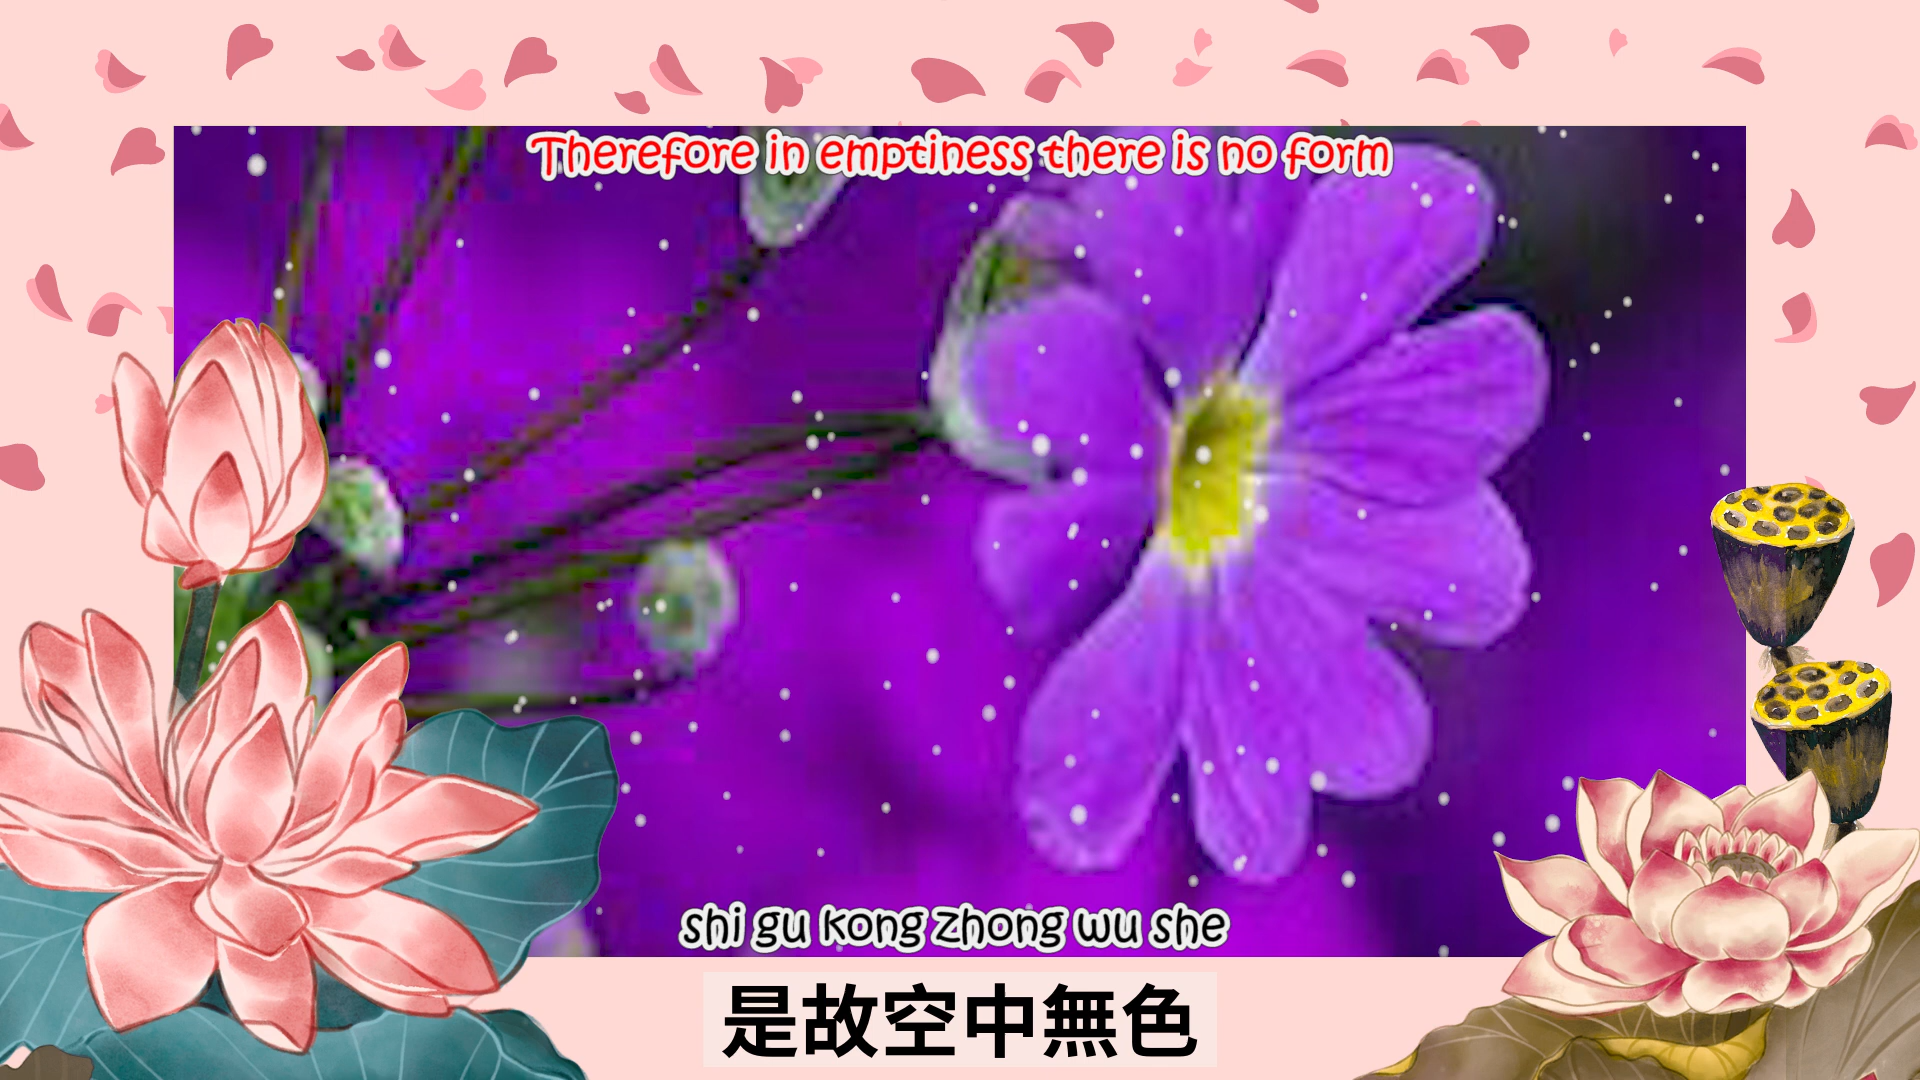 Therefore in emptiness there is no form
shi gu kong zhong wu she
是故空中無色